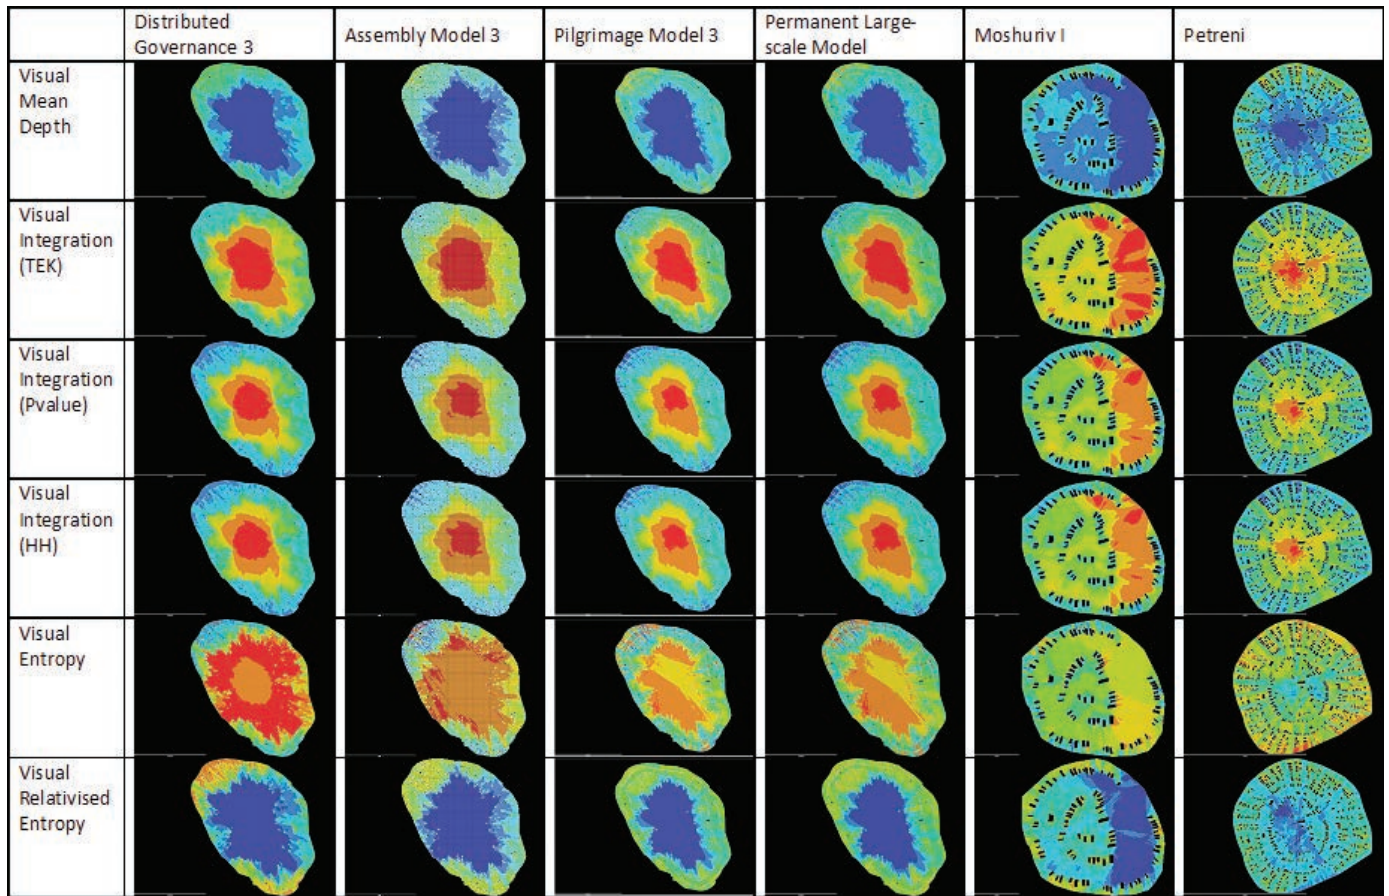 Distributed
Governance 3
Assembly Model 3
Pilgrimage Model 3
Permanent Large-
scale Model
Moshuriv I
Petreni
Visual
Mean
Depth
Visual
Integration
(TEK)
Visual
Integration
(Pvalue)
Visual
Integration
(HH)
Visual
Entropy
Visual
Relativised
Entropy